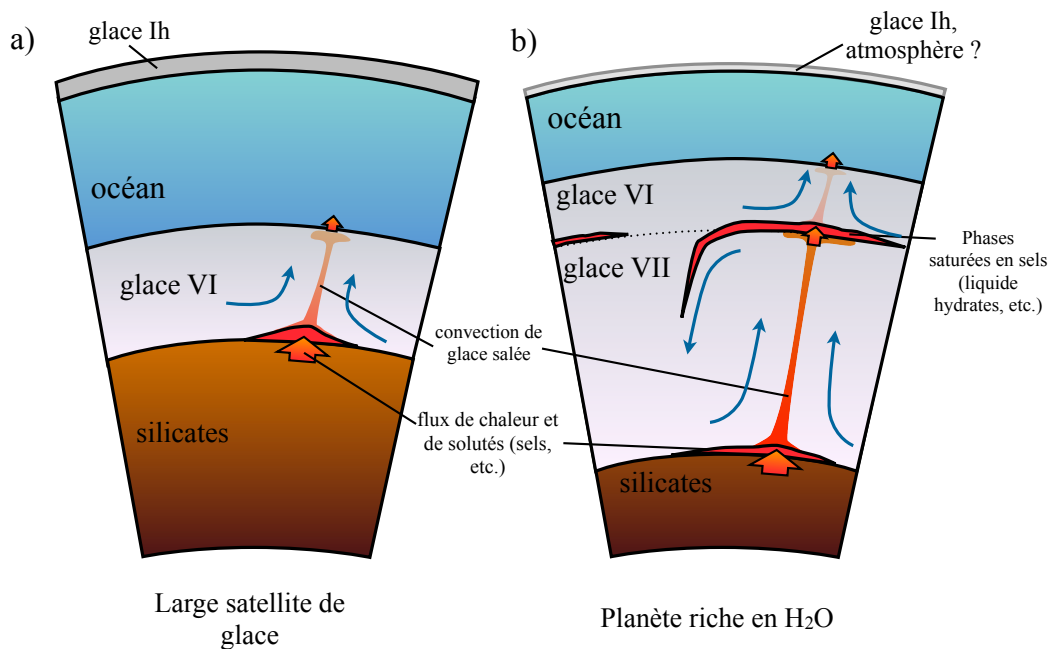 a)
glace Ih
océan
glace VI
silicates
Large satellite de
glace
convection de
glace salée
flux de chaleur et
de solutés (sels,
etc.)
b)
glace Ih,
atmosphère ?
océan
glace VI
glace VII
Phases
saturées en sels
(liquide
hydrates, etc.)
silicates
Planète riche en H₂O